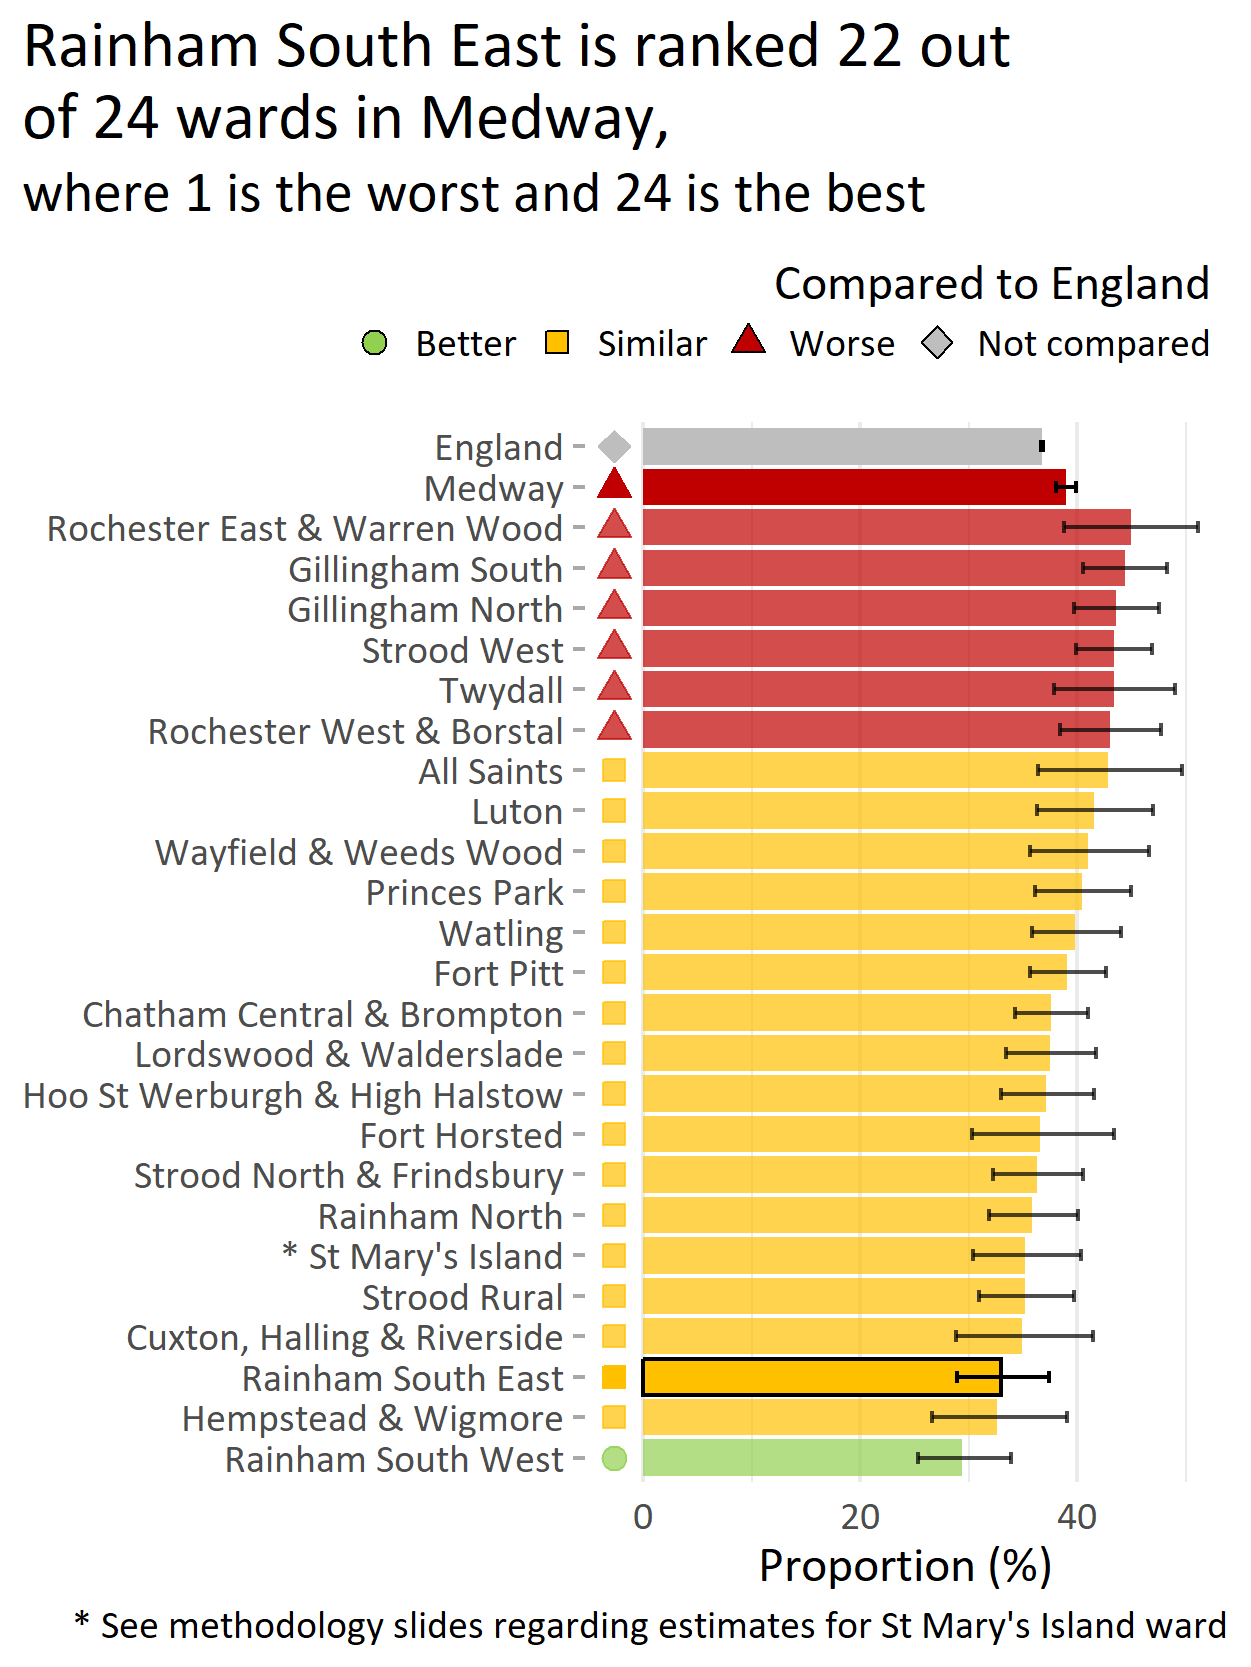 Rainham South East is ranked 22 out
of 24 wards in Medway,
where 1 is the worst and 24 is the best
Compared to England
Better Similar Worse Not compared
England
Medway
Rochester East & Warren Wood
Gillingham South
Gillingham North
Strood West
Twydall
Rochester West & Borstal
All Saints
Luton
Wayfield & Weeds Wood
Princes Park
Watling
Fort Pitt
Chatham Central & Brompton
Lordswood & Walderslade
Hoo St Werburgh & High Halstow
Fort Horsted
Strood North & Frindsbury
Rainham North
* St Mary's Island
Strood Rural
Cuxton, Halling & Riverside
Rainham South East
Hempstead & Wigmore
Rainham South West
0 20 40
Proportion (%)
* See methodology slides regarding estimates for St Mary's Island ward